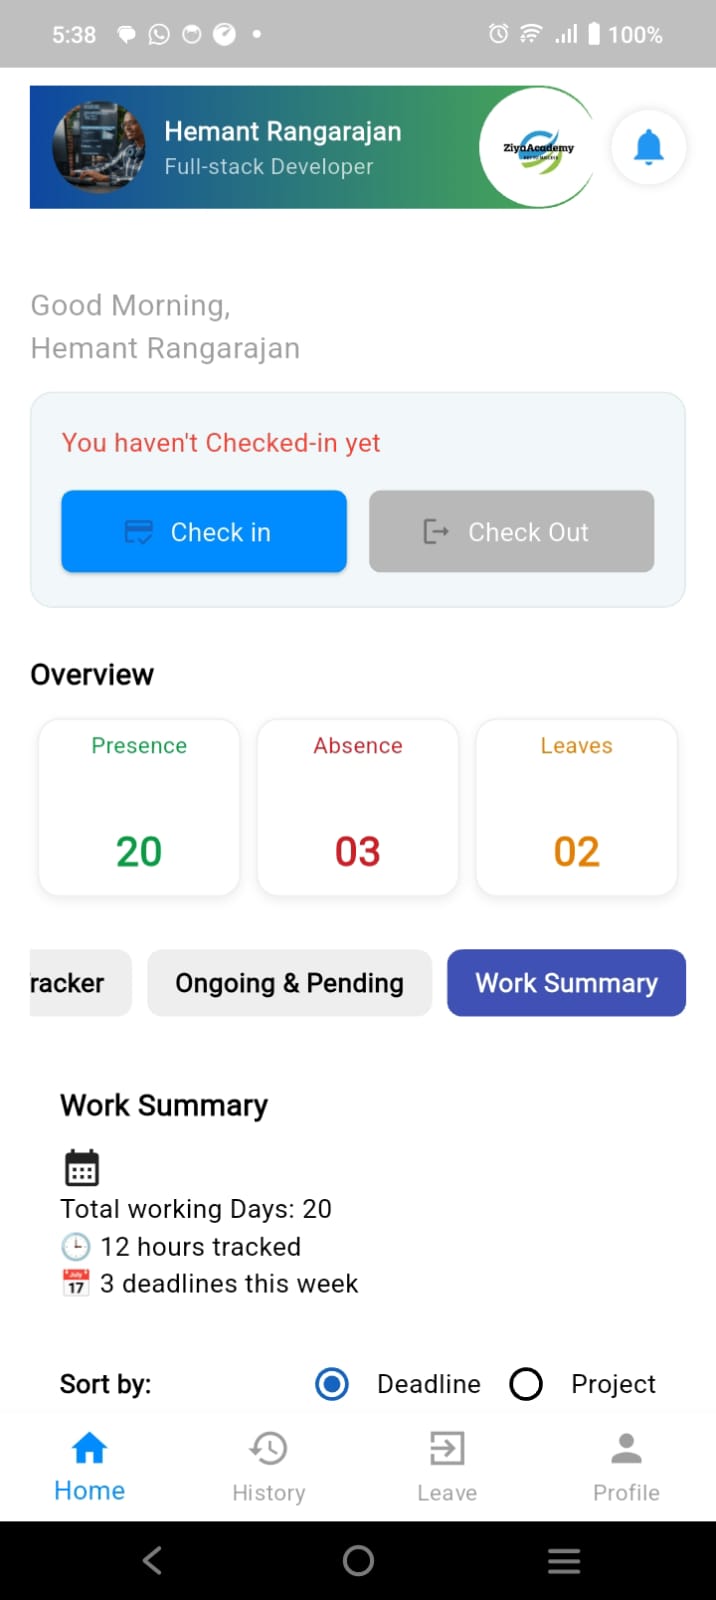 5:38
100%
Hemant Rangarajan
Full-stack Developer
ZiyaAcademy
Good Morning,
Hemant Rangarajan
You haven't Checked-in yet
Check in
Check Out
Overview
Presence
Absence
Leaves
20
03
02
racker
Ongoing & Pending
Work Summary
Work Summary
Total working Days: 20
12 hours tracked
July
17
3 deadlines this week
Sort by:
Deadline
Project
Home
History
Leave
Profile